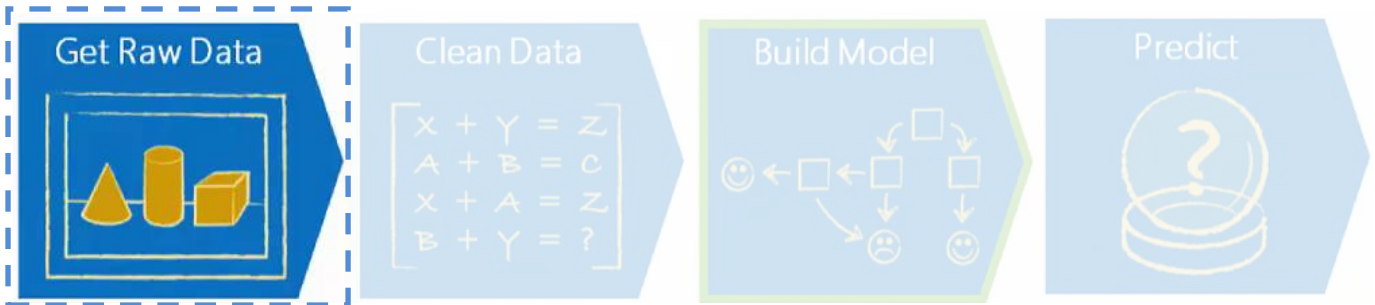 Get Raw Data
Clean Data
X + Y = Z
A + B = C
X + A = Z
B + Y = ?
Build Model
Predict
?